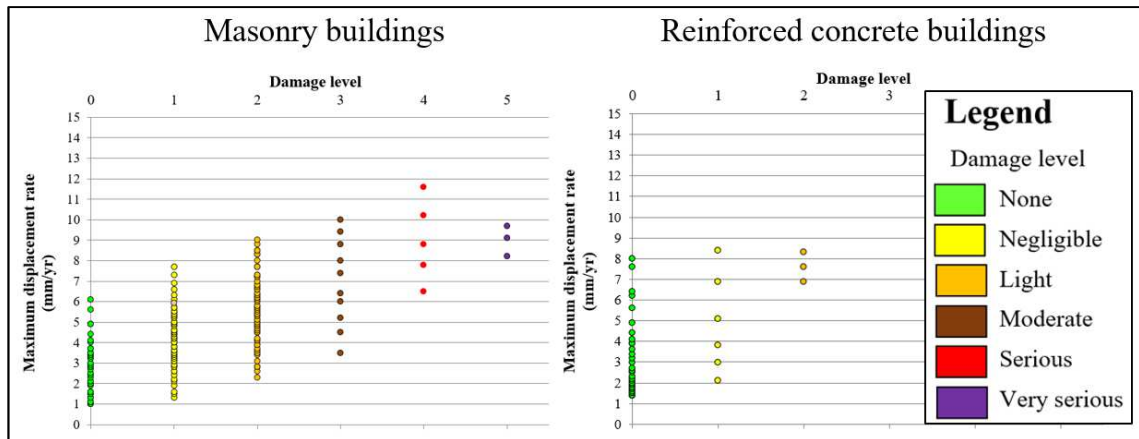 Masonry buildings
Damage level
0 1 2 3 4 5
15
14
13
12
11
10
9
8
7
6
5
4
3
2
1
0
Maximum displacement rate
(mm/yr)
Reinforced concrete buildings
Damage level
0 1 2 3
15
14
13
12
11
10
9
8
7
6
5
4
3
2
1
0
Maximum displacement rate
(mm/yr)
Legend
Damage level
None
Negligible
Light
Moderate
Serious
Very serious